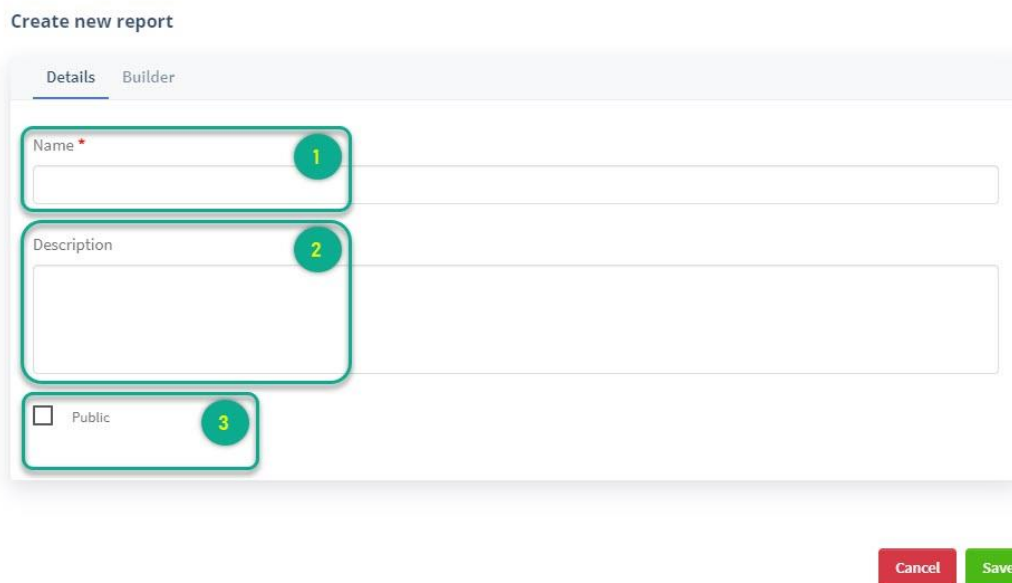 Create new report
Details Builder
Name *
1
Description
2
Public
3
Cancel Save